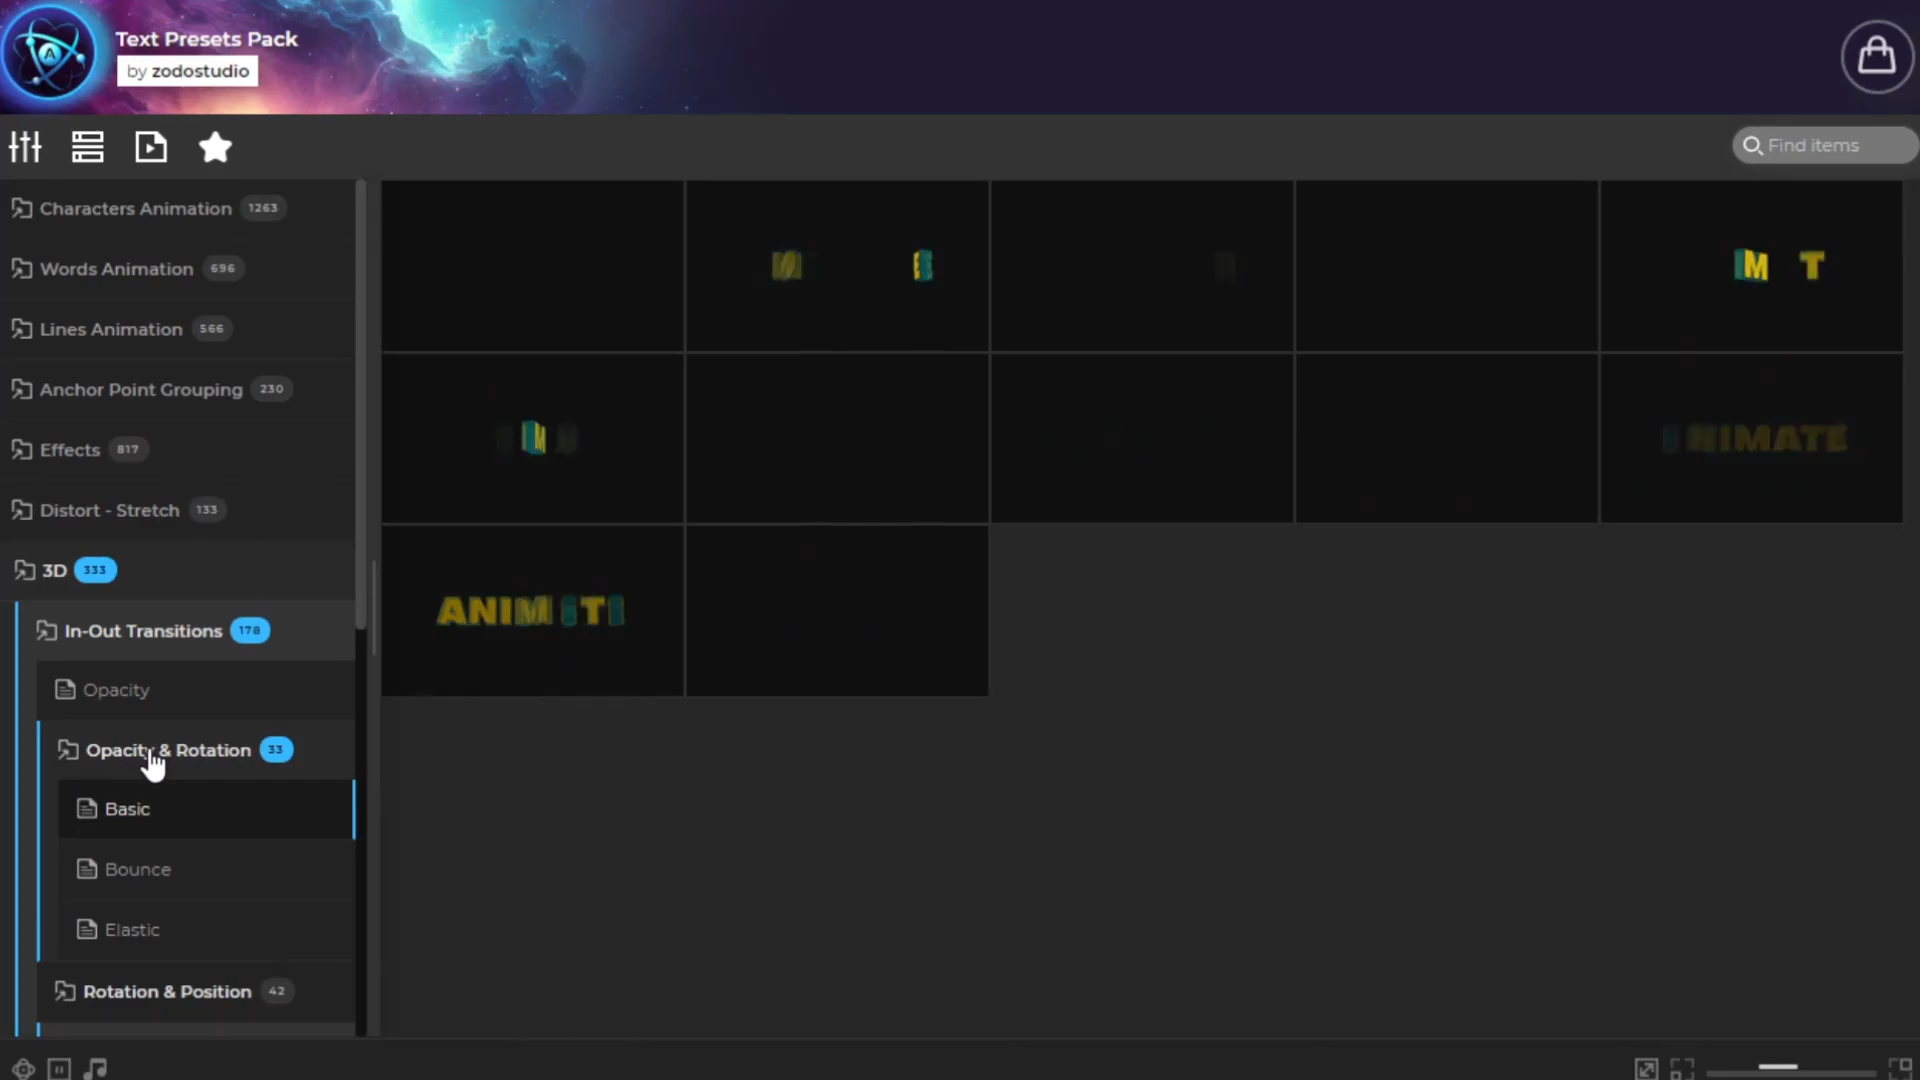 Text Presets Pack
by zodostudio
Find items
Characters Animation 1263
Words Animation 696
Lines Animation 566
Anchor Point Grouping 230
Effects 817
Distort - Stretch 133
3D 333
In-Out Transitions 178
Opacity
Opacity & Rotation 33
Basic
Bounce
Elastic
Rotation & Position 42
M T
ANIMATE